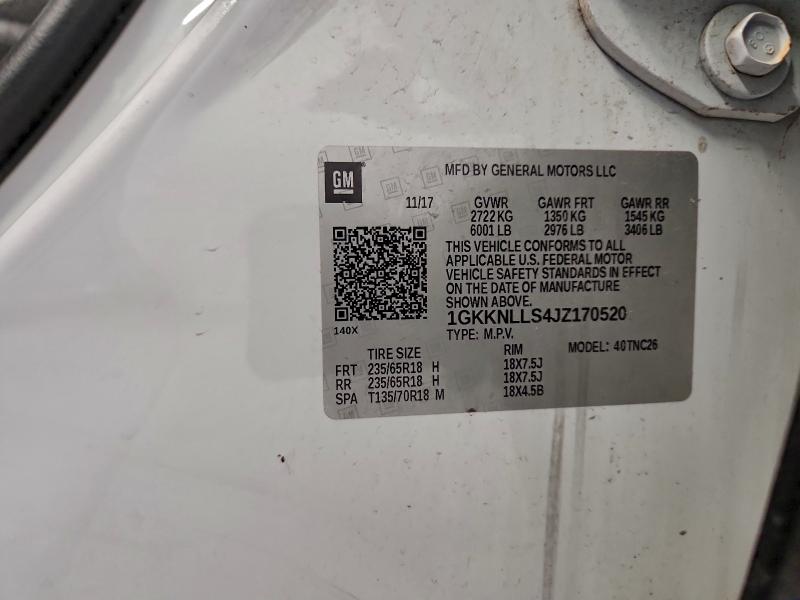 GM
MFD BY GENERAL MOTORS LLC
11/17 GVWR GAWR FRT GAWR RR
2722 KG 1350 KG 1545 KG
6001 LB 2976 LB 3406 LB
THIS VEHICLE CONFORMS TO ALL
APPLICABLE U.S. FEDERAL MOTOR
VEHICLE SAFETY STANDARDS IN EFFECT
ON THE DATE OF MANUFACTURE
SHOWN ABOVE.
140X
1GKKNLLS4JZ170520
TYPE: M.P.V.
TIRE SIZE RIM MODEL: 40TNC26
FRT 235/65R18 H 18X7.5J
RR 235/65R18 H 18X7.5J
SPA T135/70R18 M 18X4.5B